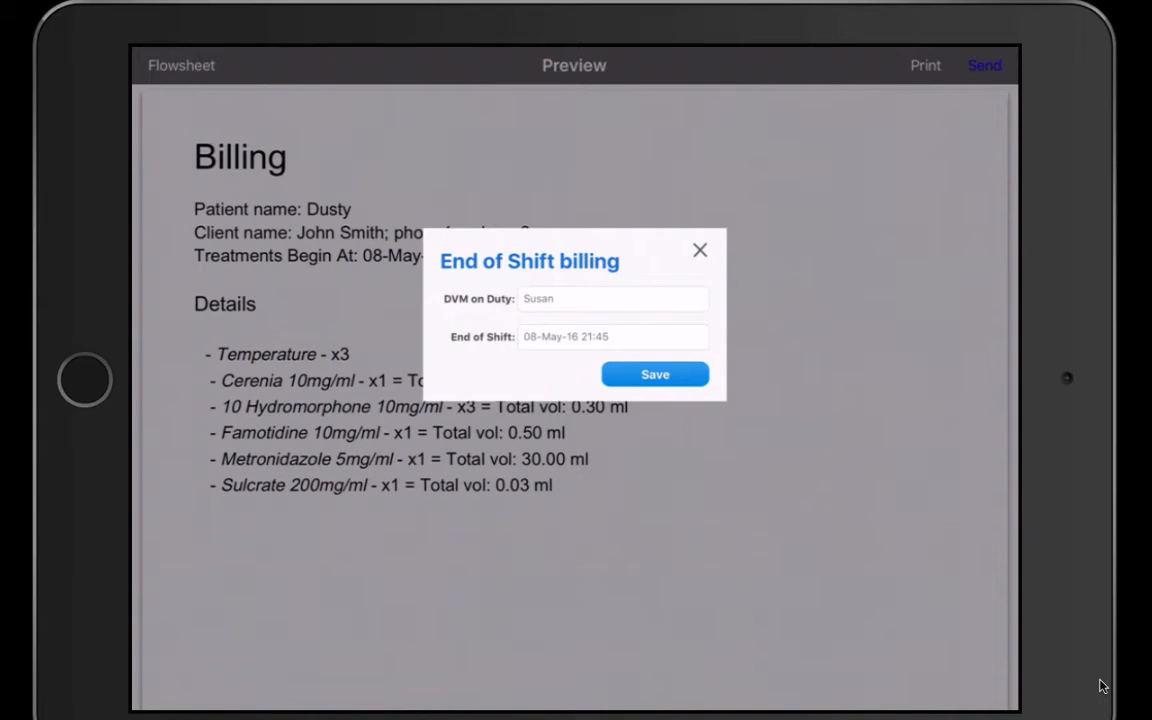 Flowsheet Preview Print Send
Billing
Patient name: Dusty
Client name: John Smith;
Treatments Begin At: 08-May-
End of Shift billing
DVM on Duty: Susan
End of Shift: 08-May-16 21:45
Save
Details
- Temperature - x3
- Cerenia 10mg/ml - x1 =
- 10 Hydromorphone 10mg/ml - x3 = Total vol: 0.30 ml
- Famotidine 10mg/ml - x1 = Total vol: 0.50 ml
- Metronidazole 5mg/ml - x1 = Total vol: 30.00 ml
- Sulcrate 200mg/ml - x1 = Total vol: 0.03 ml